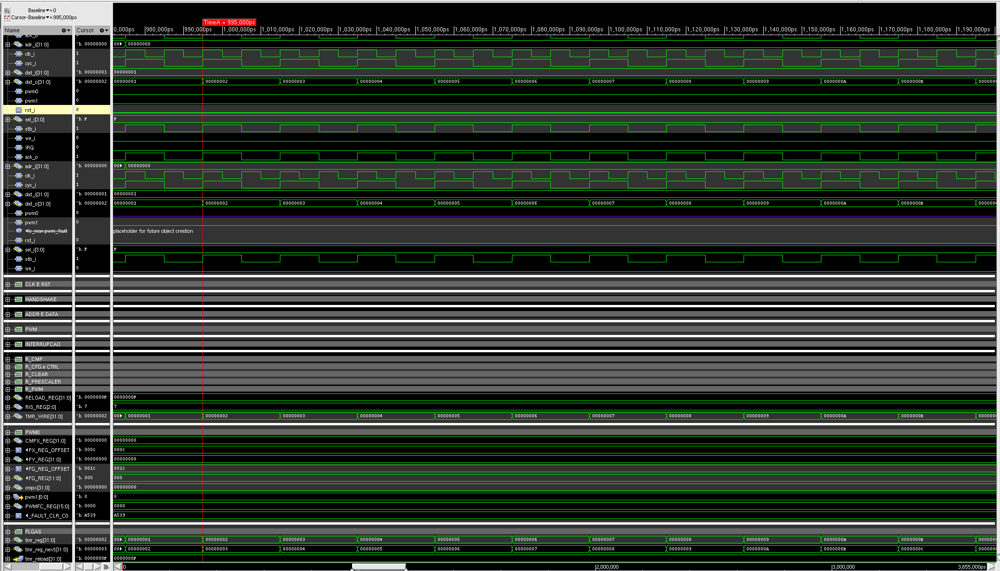 Baseline▼= 0
Cursor-Baseline▼= 995,000ps
TimeA = 995,000ps
Name Cursor 0,000ps 980,000ps 990,000ps 1,000,000ps 1,010,000ps 1,020,000ps 1,030,000ps 1,040,000ps 1,050,000ps 1,060,000ps 1,070,000ps 1,080,000ps 1,090,000ps 1,100,000ps 1,110,000ps 1,120,000ps 1,130,000ps 1,140,000ps 1,150,000ps 1,160,000ps 1,170,000ps 1,180,000ps 1,190,000ps
ack_o 1
adr_i[31:0] 'h 00000000 00 00000000
clk_i 1
cyc_i 1
dat_i[31:0] 'h 00000001 00000001
dat_o[31:0] 'h 00000002 00000001 00000002 00000003 00000004 00000005 00000006 00000007 00000008 00000009 0000000A 0000000B 000000
pwm0 0
pwm1 0
rst_i 0
sel_i[3:0] 'h F F
stb_i 1
we_i 0
IRQ 0
ack_o 1
adr_i[31:0] 'h 00000000 00 00000000
clk_i 1
cyc_i 1
dat_i[31:0] 'h 00000001 00000001
dat_o[31:0] 'h 00000002 00000001 00000002 00000003 00000004 00000005 00000006 00000007 00000008 00000009 0000000A 0000000B 000000
pwm0 0
pwm1 0
lc_man.pwm_fault placeholder for future object creation
rst_i 0
sel_i[3:0] 'h F F
stb_i 1
we_i 0
CLK E RST
HANDSHAKE
ADDR E DATA
PWM
INTERRUPCAO
R_CMP
R_CFG e CTRL
R_CLEAR
R_PRESCALER
R_PWM
RELOAD_REG[31:0] 'h 0000000F 0000000F
RIS_REG[2:0] 'h 7 7
TMR_WIRE[31:0] 'h 00000002 00 00000001 00000002 00000003 00000004 00000005 00000006 00000007 00000008 00000009 0000000A 0000000B 000000
PWM0
CMPX_REG[31:0] 'h 00000000 00000000
PX_REG_OFFSET 'h 000c 000c
PY_REG[31:0] 'h 00000000 00000000
FG_REG_OFFSET 'h 001c 001c
FG_REG[11:0] 'h 000 000
cmpx[31:0] 'h 00000000 00000000
pwm1[0:0] 'h 0 0
PWMFC_REG[15:0] 'h 0000 0000
_FAULT_CLR_CO 'h A539 A539
FLGAS
tmr_reg[31:0] 'h 00000002 00 00000001 00000002 00000003 00000004 00000005 00000006 00000007 00000008 00000009 0000000A 0000000B 000000
tmr_reg_next[31:0] 'h 00000003 00 00000002 00000003 00000004 00000005 00000006 00000007 00000008 00000009 0000000A 0000000B 0000000C 000000
tmr_reload[31:0] 'h 0000000F 0000000F
0 2,000,000 3,000,000 3,655,000ps